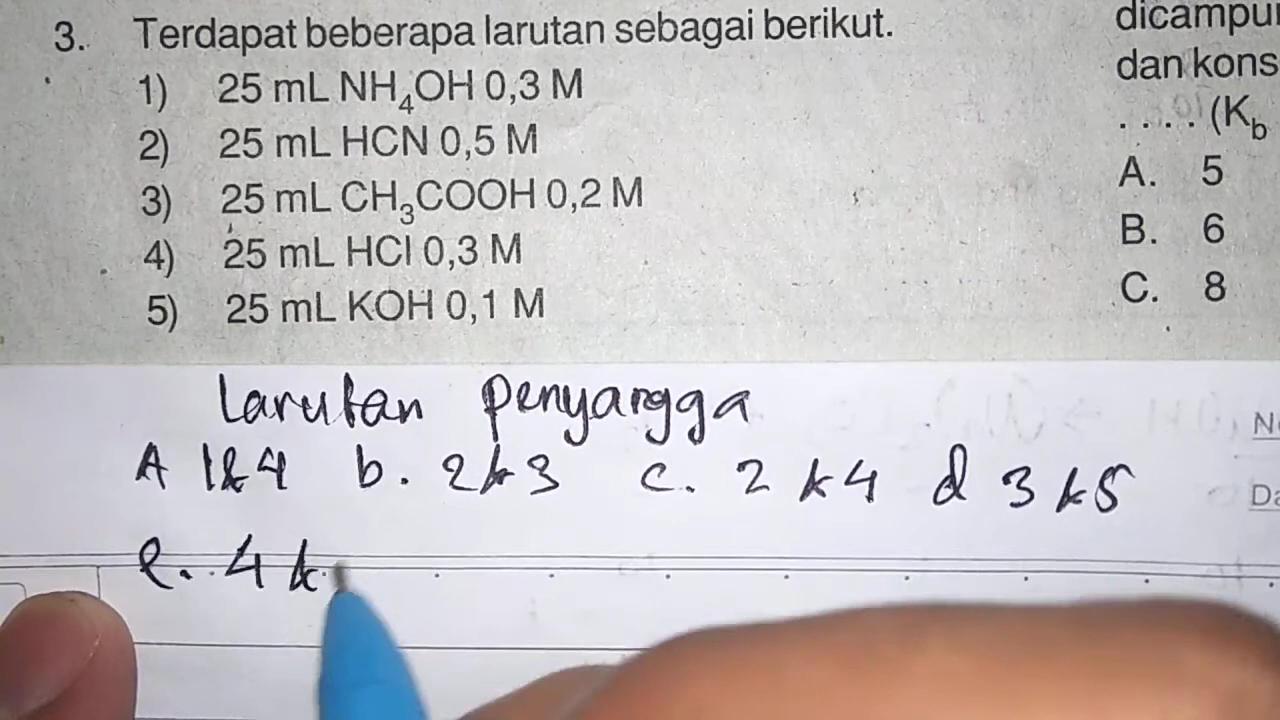 3. Terdapat beberapa larutan sebagai berikut.
1) 25 mL NH₄OH 0,3 M
2) 25 mL HCN 0,5 M
3) 25 mL CH₃COOH 0,2 M
4) 25 mL HCl 0,3 M
5) 25 mL KOH 0,1 M
dicampu
dan kons
. . . . (K_b
A. 5
B. 6
C. 8
Larutan penyangga
A 1&4 b. 2&3 c. 2 &4 d 3 &5
e. 4 &